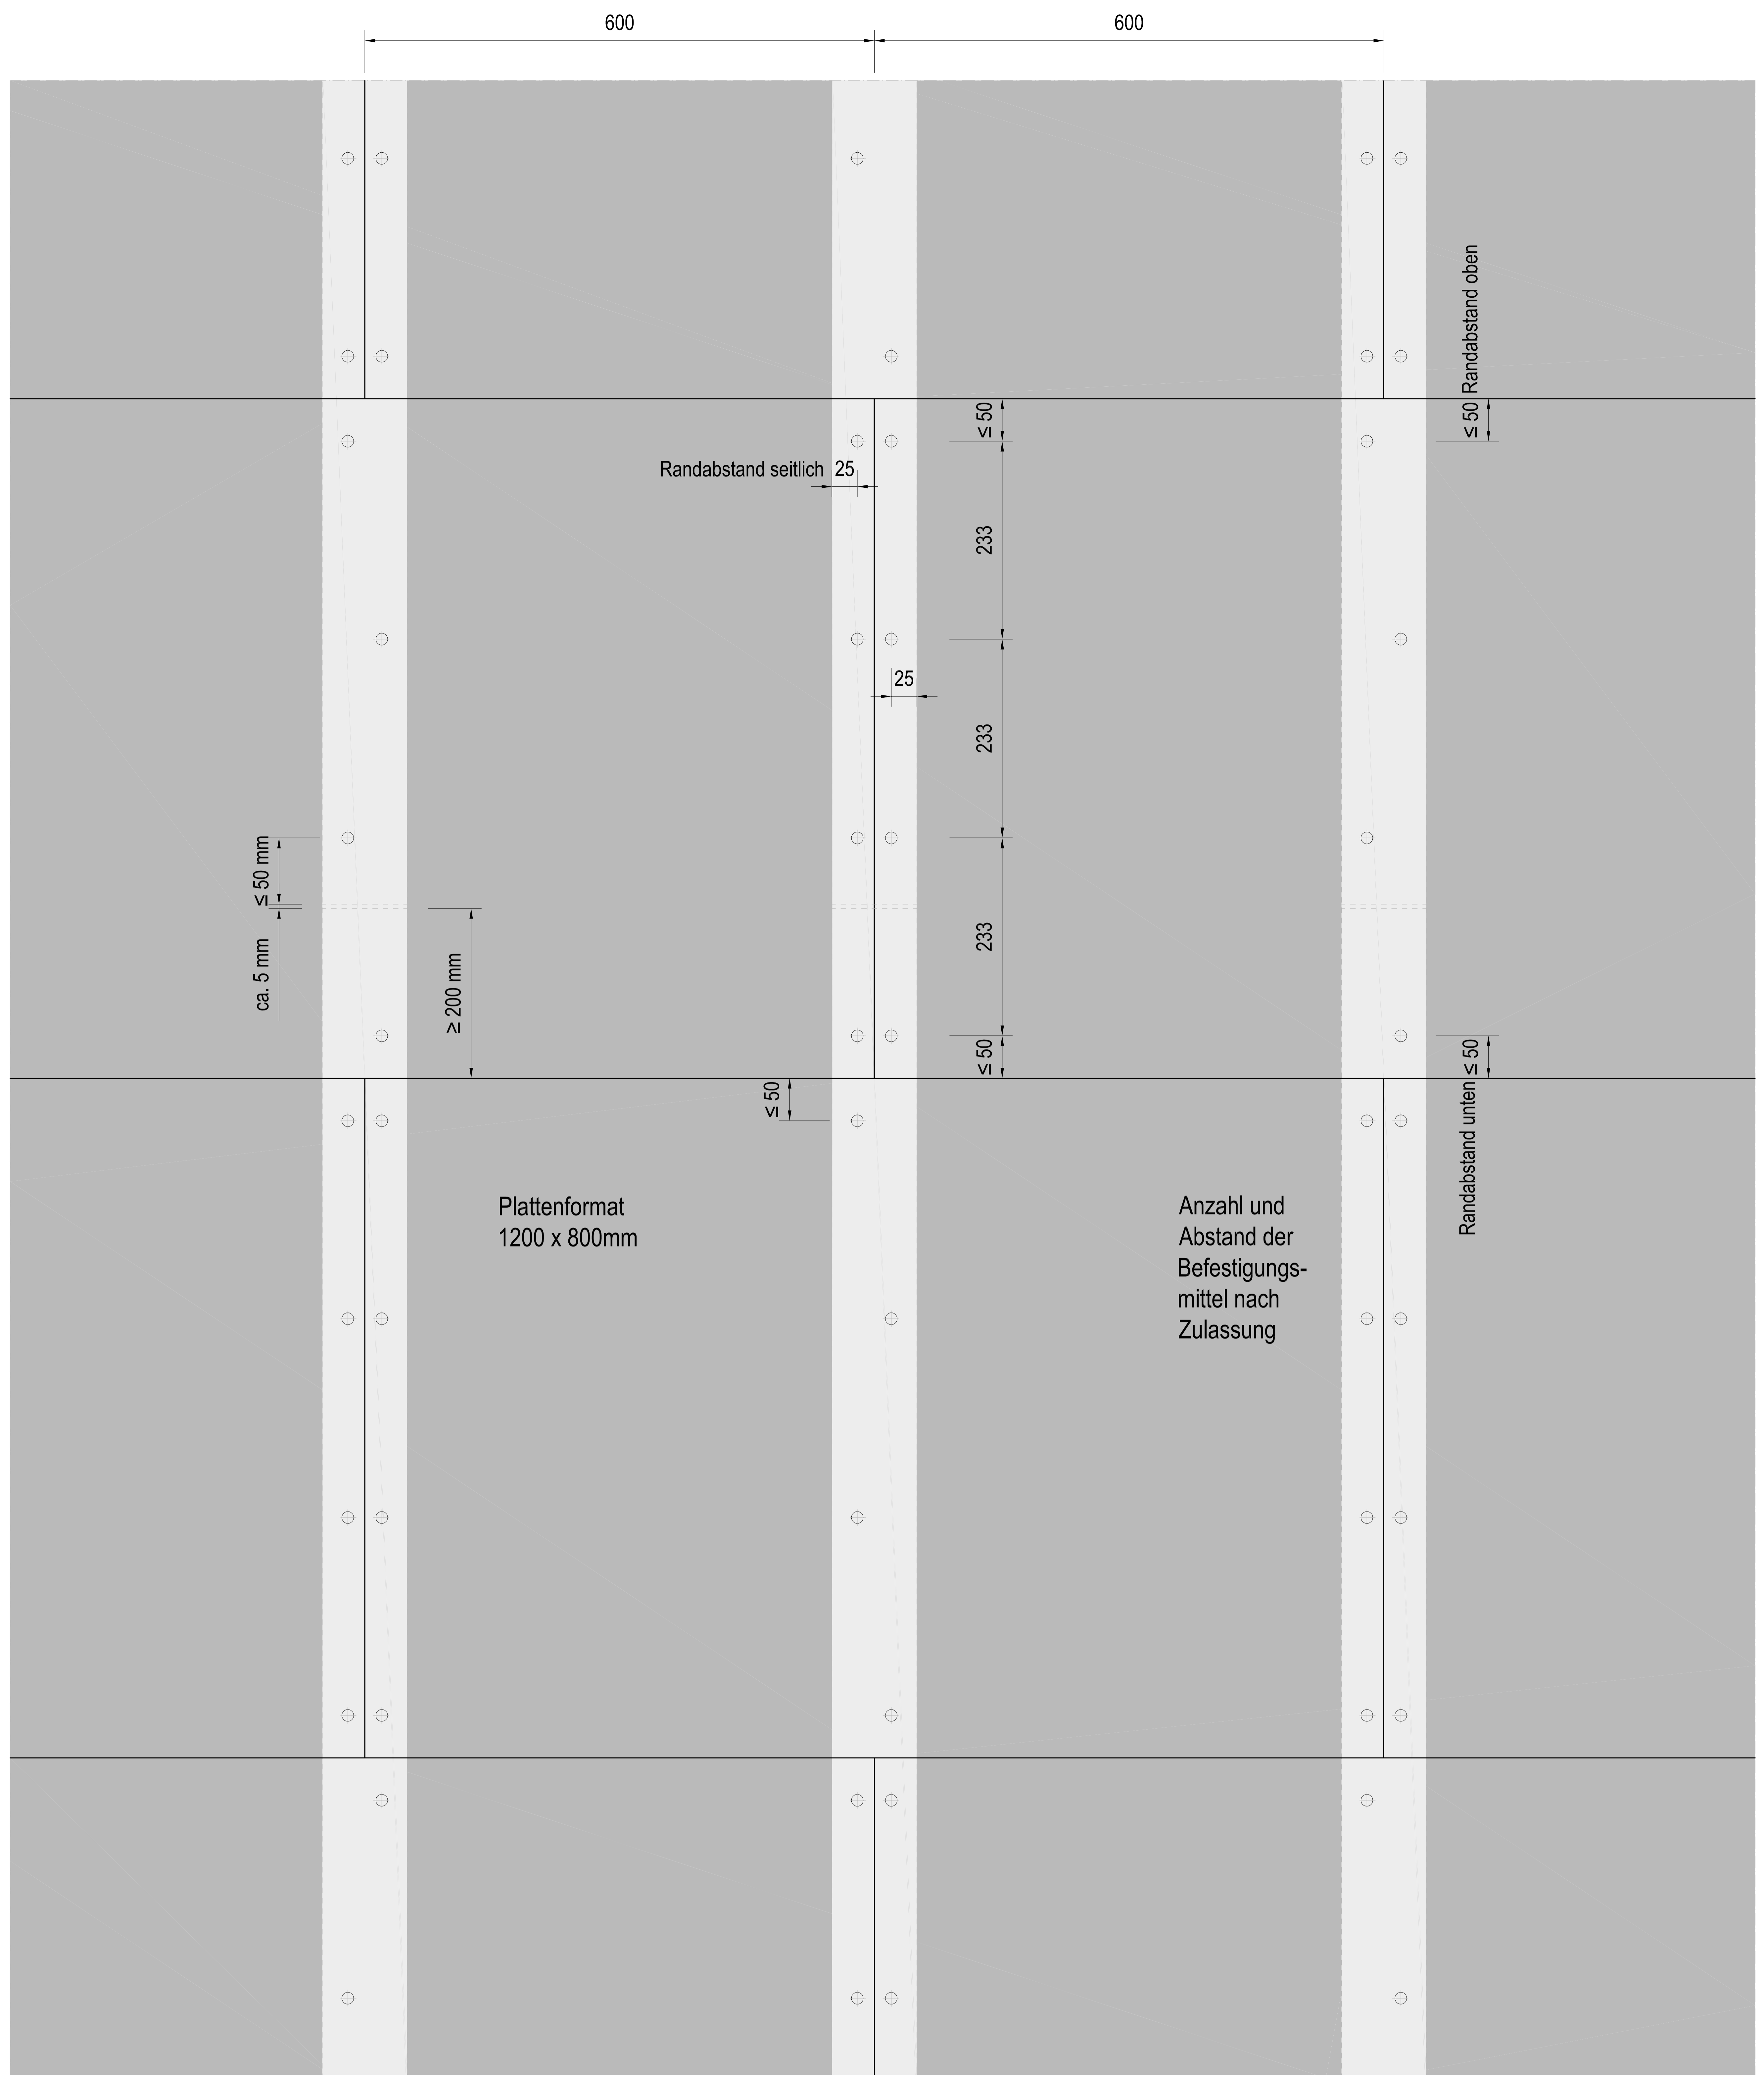 600
600
Randabstand oben
≤ 50
≤ 50
Randabstand seitlich
25
233
25
233
≤ 50 mm
ca. 5 mm
≥ 200 mm
233
≤ 50
≤ 50
≤ 50
Randabstand unten
Plattenformat
1200 x 800mm
Anzahl und
Abstand der
Befestigungs-
mittel nach
Zulassung